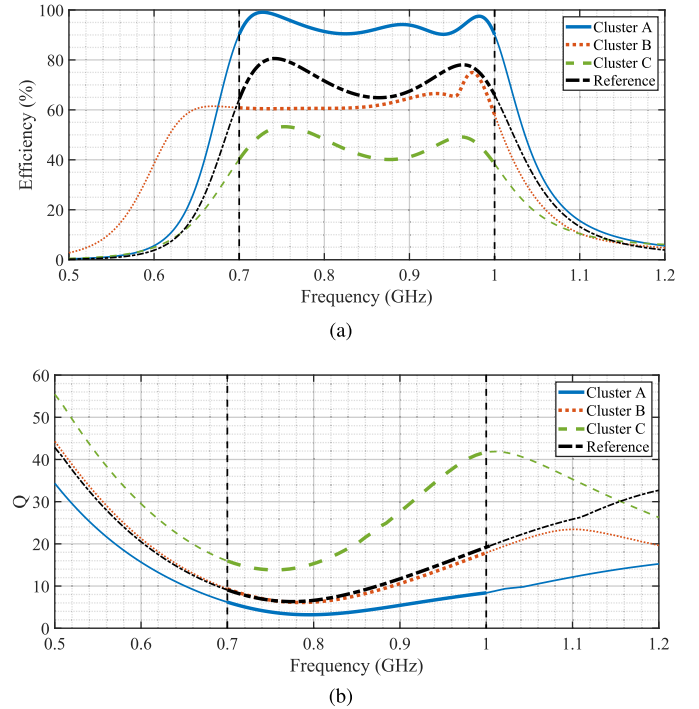 100
80
60
40
20
0
Efficiency (%)
Cluster A
Cluster B
Cluster C
Reference
0.5 0.6 0.7 0.8 0.9 1 1.1 1.2
Frequency (GHz)
(a)
60
50
40
30
20
10
0
Q
Cluster A
Cluster B
Cluster C
Reference
0.5 0.6 0.7 0.8 0.9 1 1.1 1.2
Frequency (GHz)
(b)